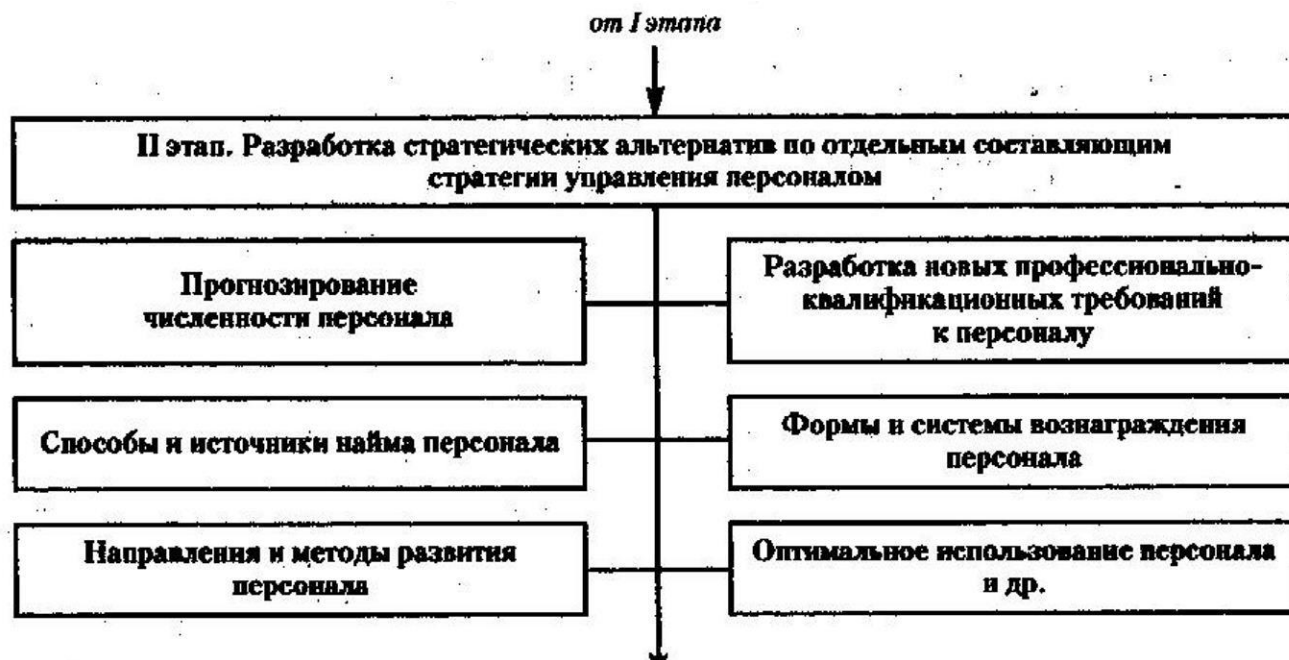 от I этапа
II этап. Разработка стратегических альтернатив по отдельным составляющим
стратегии управления персоналом
Прогнозирование
численности персонала
Разработка новых профессионально-
квалификационных требований
к персоналу
Способы и источники найма персонала
Формы и системы вознаграждения
персонала
Направления и методы развития
персонала
Оптимальное использование персонала
и др.